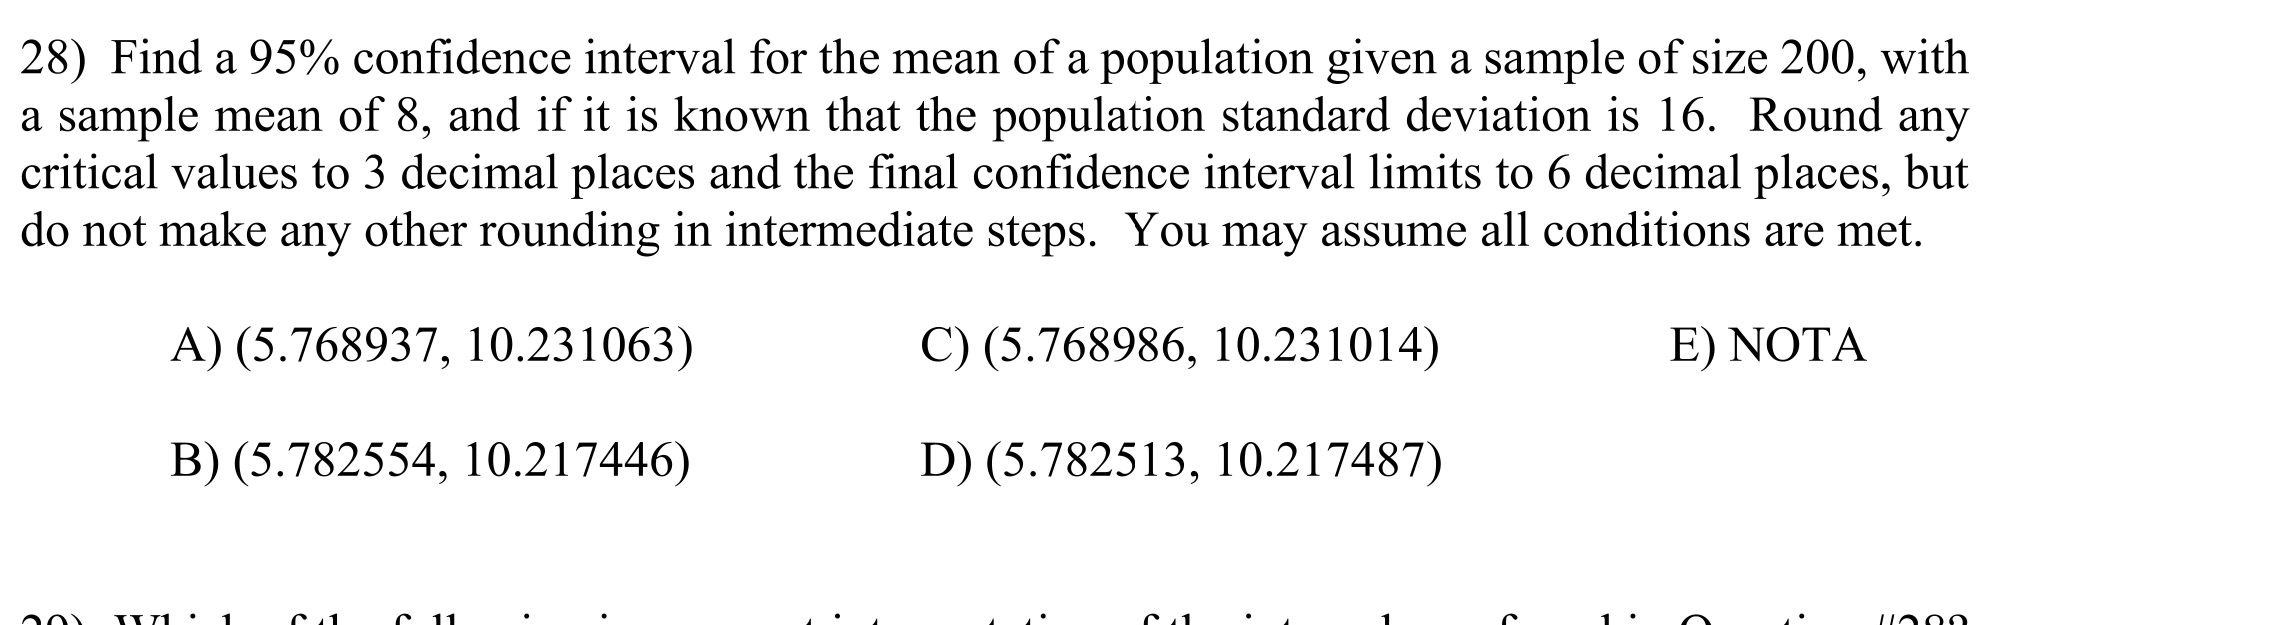 28) Find a 95% confidence interval for the mean of a population given a sample of size 200, with
a sample mean of 8, and if it is known that the population standard deviation is 16. Round any
critical values to 3 decimal places and the final confidence interval limits to 6 decimal places, but
do not make any other rounding in intermediate steps. You may assume all conditions are met.
A) (5.768937, 10.231063) C) (5.768986, 10.231014) E) NOTA
B) (5.782554, 10.217446) D) (5.782513, 10.217487)